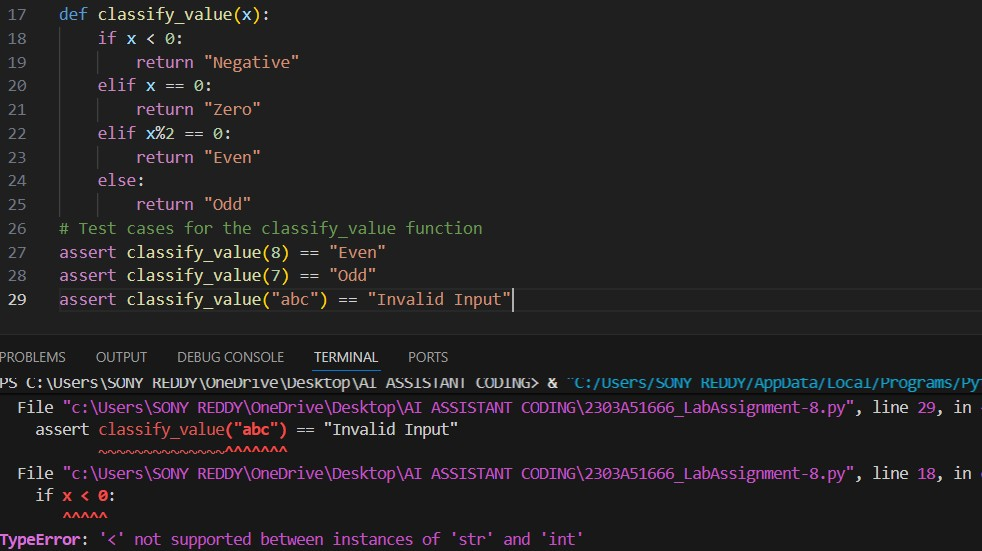 17 def classify_value(x):
18     if x < 0:
19         return "Negative"
20     elif x == 0:
21         return "Zero"
22     elif x%2 == 0:
23         return "Even"
24     else:
25         return "Odd"
26 # Test cases for the classify_value function
27 assert classify_value(8) == "Even"
28 assert classify_value(7) == "Odd"
29 assert classify_value("abc") == "Invalid Input"
PROBLEMS OUTPUT DEBUG CONSOLE TERMINAL PORTS
PS C:\Users\SONY REDDY\OneDrive\Desktop\AI ASSISTANT CODING> & "C:/Users/SONY REDDY/AppData/Local/Programs/Py
  File "c:\Users\SONY REDDY\OneDrive\Desktop\AI ASSISTANT CODING\2303A51666_LabAssignment-8.py", line 29, in
    assert classify_value("abc") == "Invalid Input"
           ~~~~~~~~~~~~~~^^^^^^^
  File "c:\Users\SONY REDDY\OneDrive\Desktop\AI ASSISTANT CODING\2303A51666_LabAssignment-8.py", line 18, in
    if x < 0:
       ^^^^^
TypeError: '<' not supported between instances of 'str' and 'int'